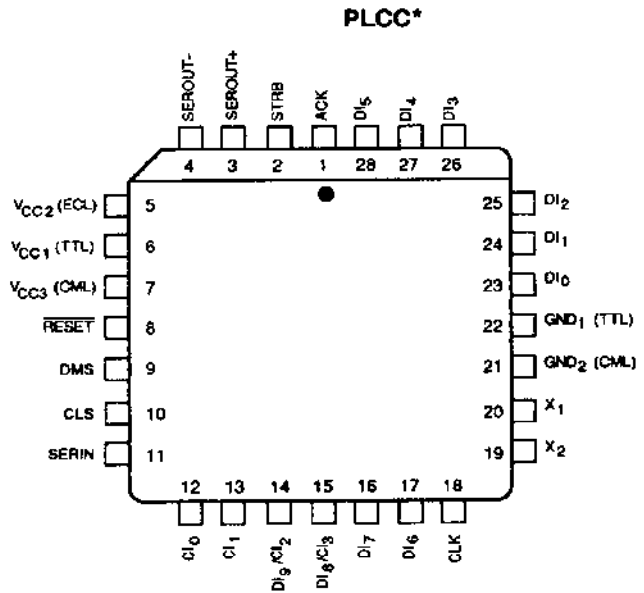 PLCC*
SEROUT-
SEROUT+
STRB
ACK
DI5
DI4
DI3
4 3 2 1 28 27 26
VCC2 (ECL) 5
VCC1 (TTL) 6
VCC3 (CML) 7
RESET 8
DMS 9
CLS 10
SERIN 11
25 DI2
24 DI1
23 DI0
22 GND1 (TTL)
21 GND2 (CML)
20 X1
19 X2
12 13 14 15 16 17 18
CI0
CI1
DI9/CI2
DI8/CI3
DI7
DI6
CLK